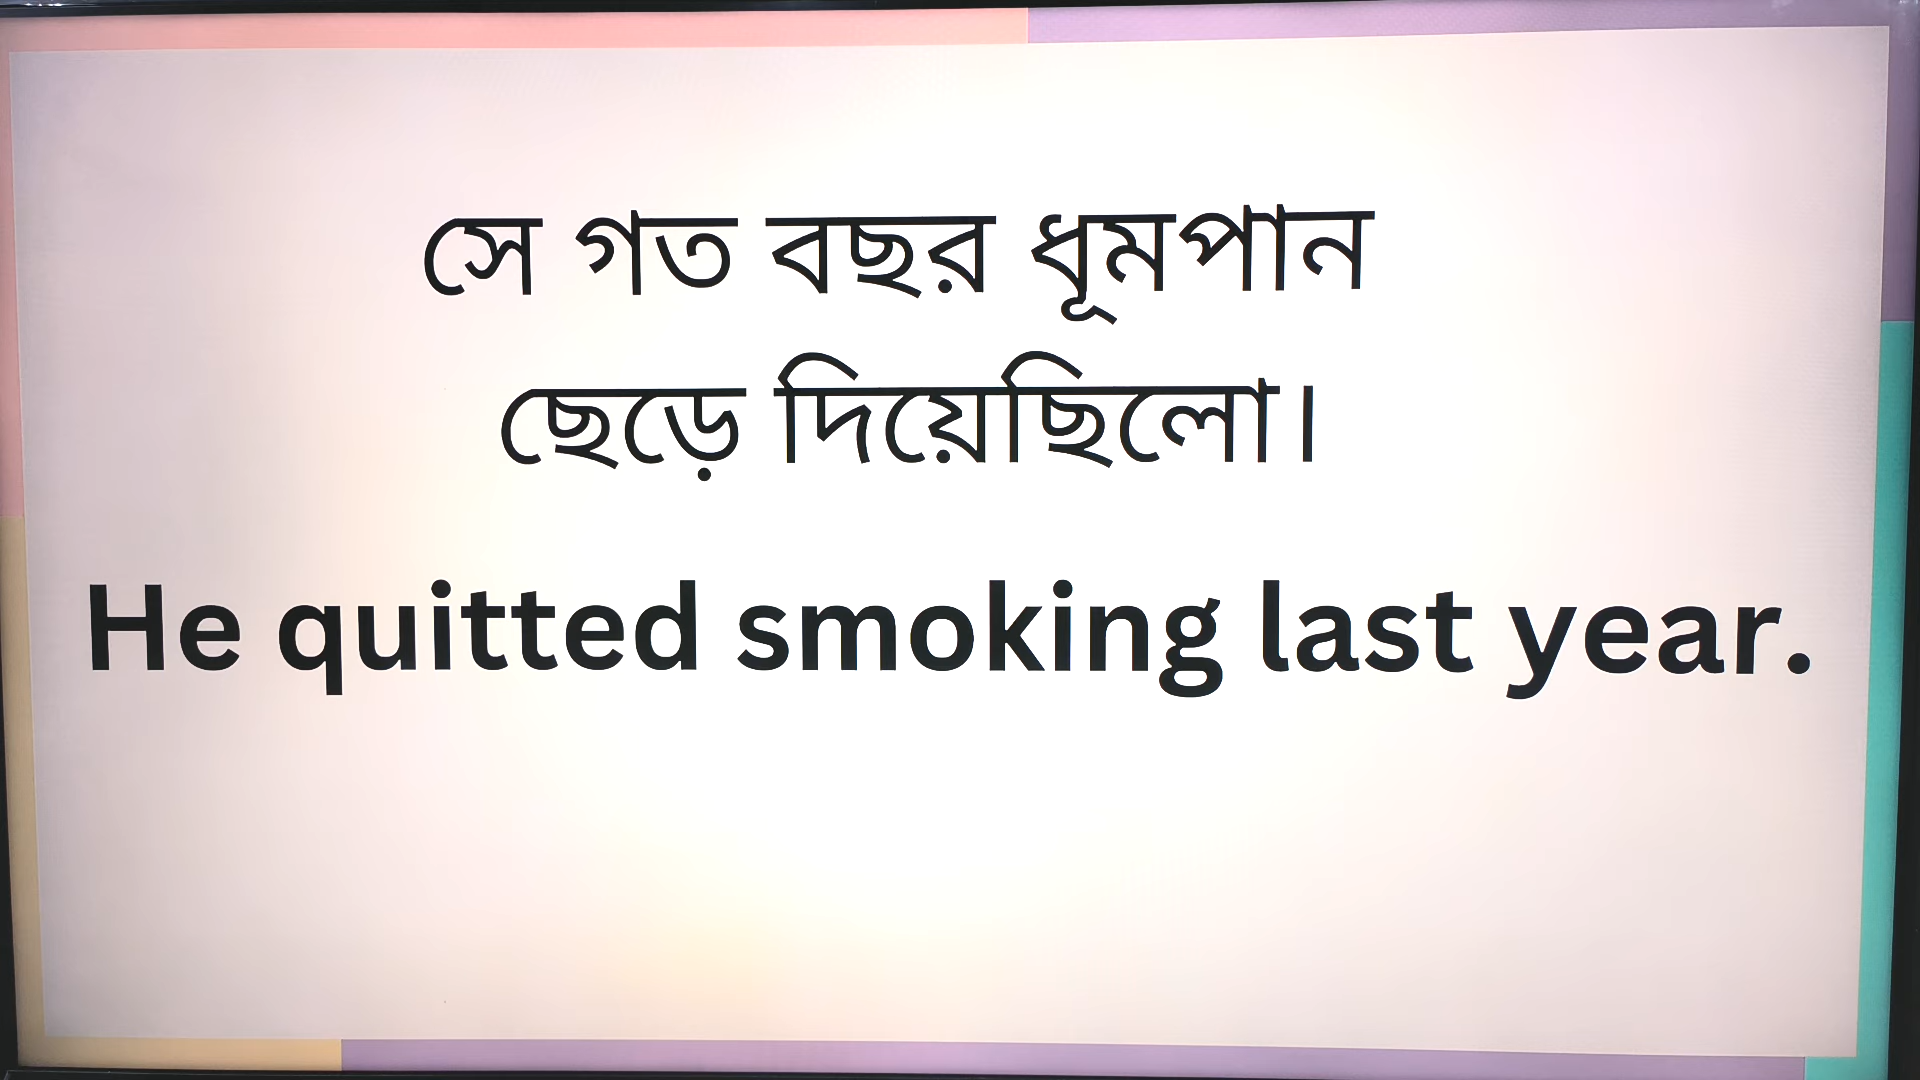 সে গত বছর ধূমপান
ছেড়ে দিয়েছিলো।
He quitted smoking last year.